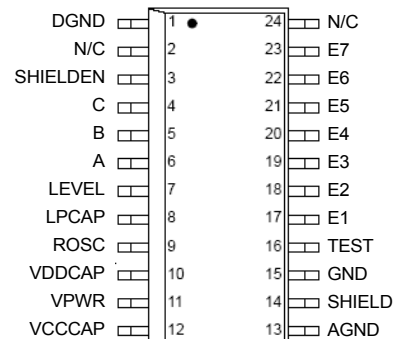 DGND 1 24 N/C
N/C 2 23 E7
SHIELDEN 3 22 E6
C 4 21 E5
B 5 20 E4
A 6 19 E3
LEVEL 7 18 E2
LPCAP 8 17 E1
ROSC 9 16 TEST
VDDCAP 10 15 GND
VPWR 11 14 SHIELD
VCCCAP 12 13 AGND